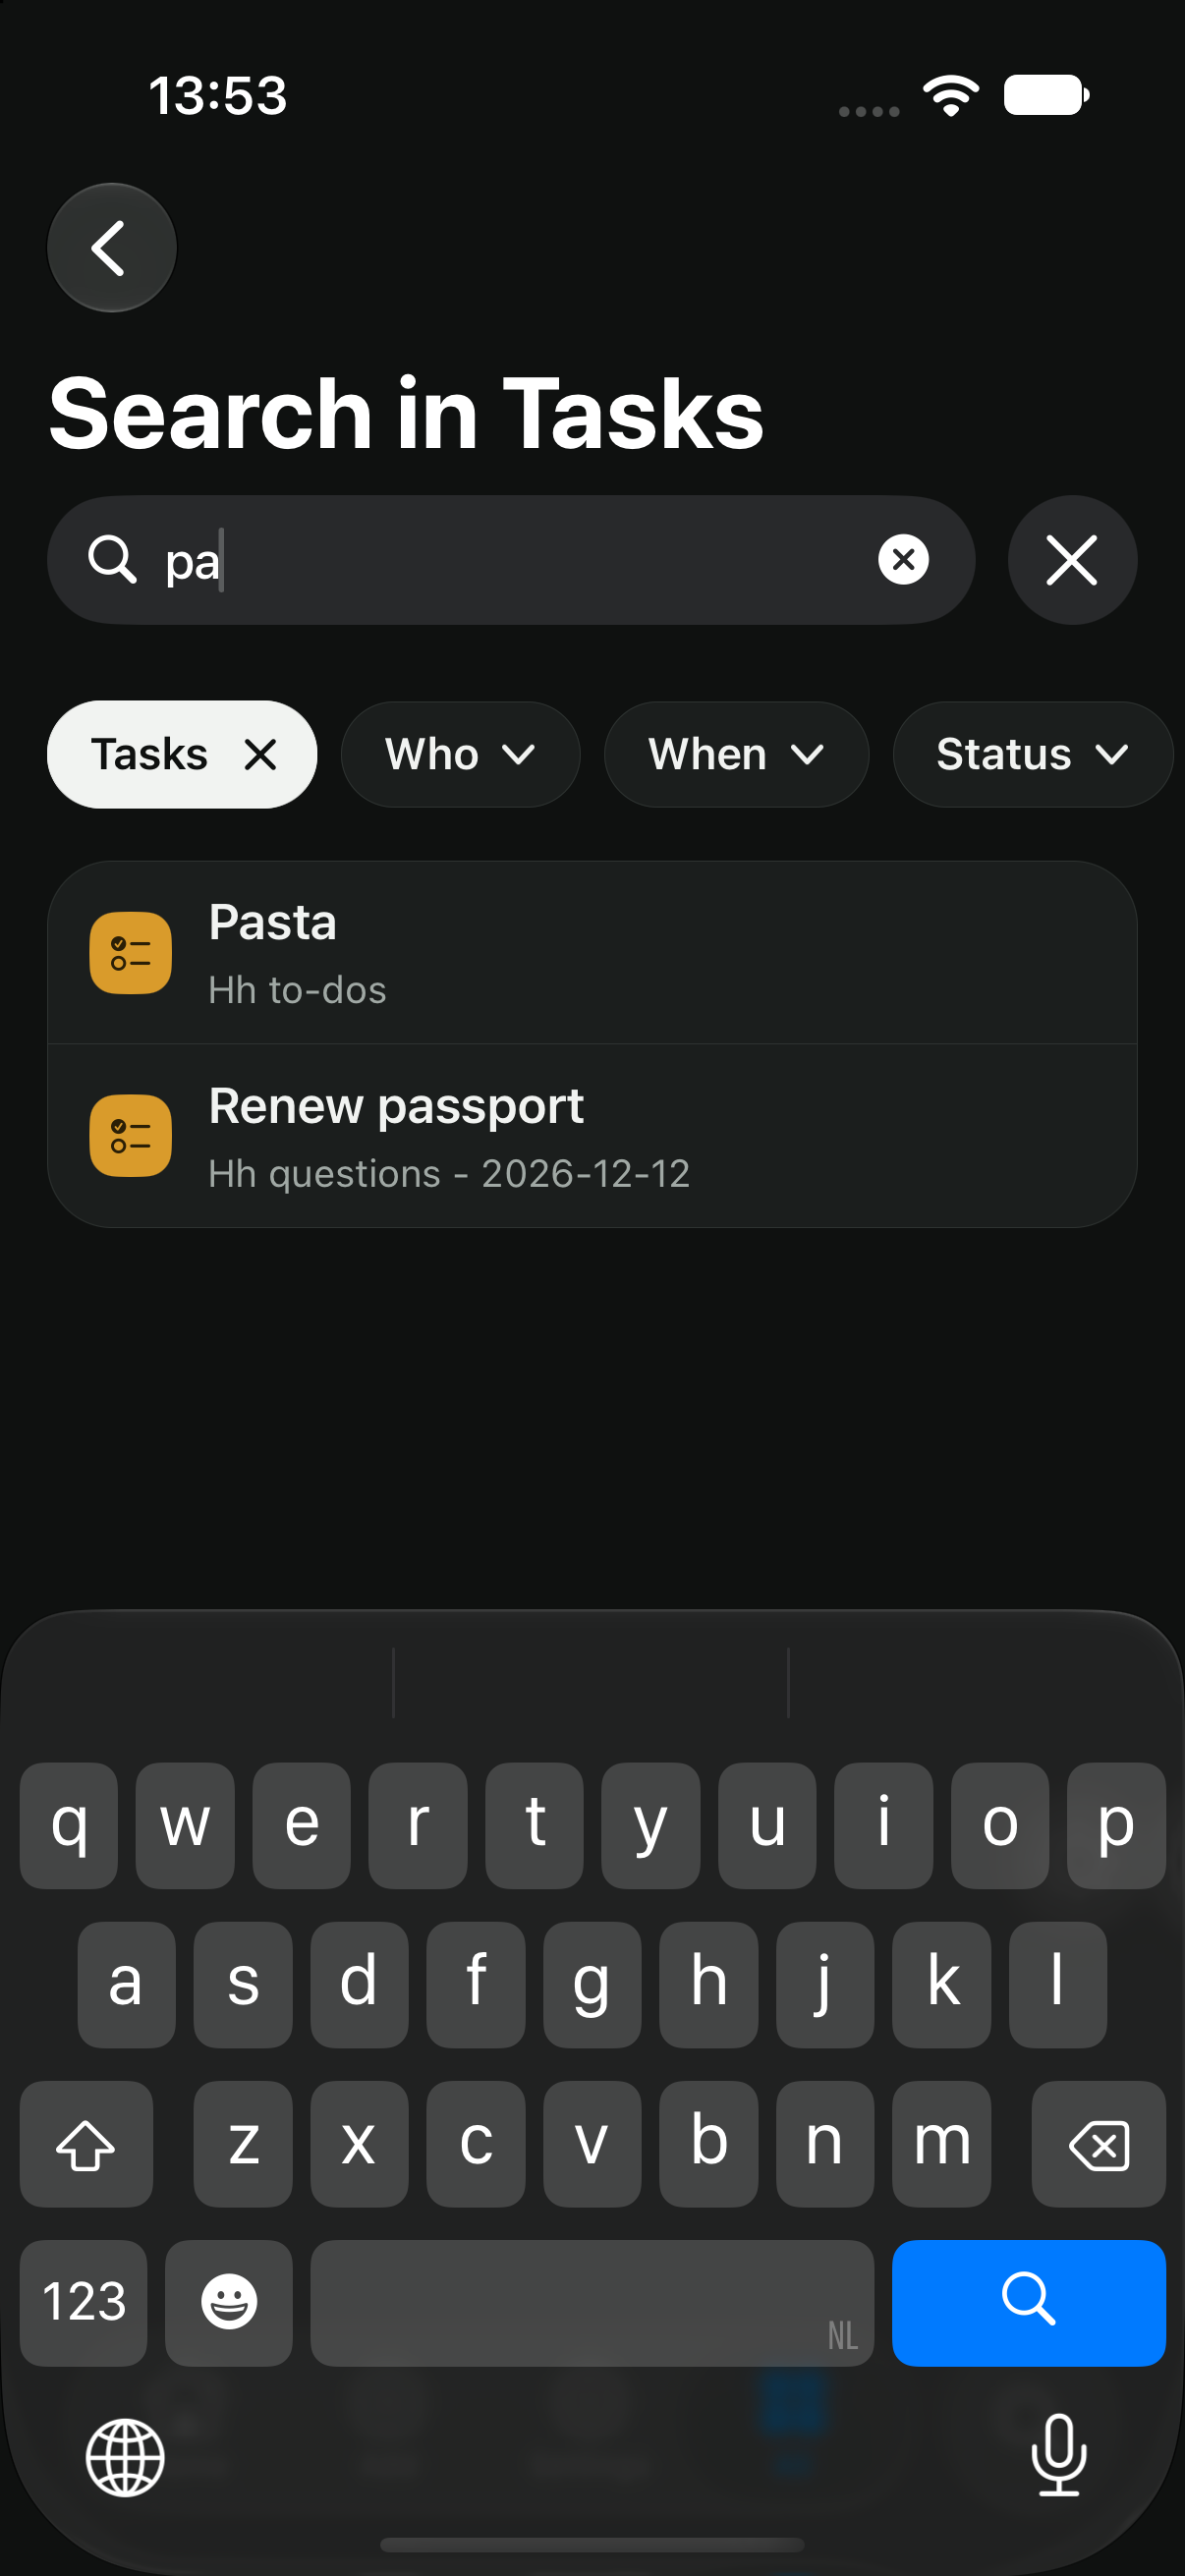 13:53
Search in Tasks
pa
Tasks
Who
When
Status
Pasta
Hh to-dos
Renew passport
Hh questions - 2026-12-12
q w e r t y u i o p
a s d f g h j k l
z x c v b n m
123
NL